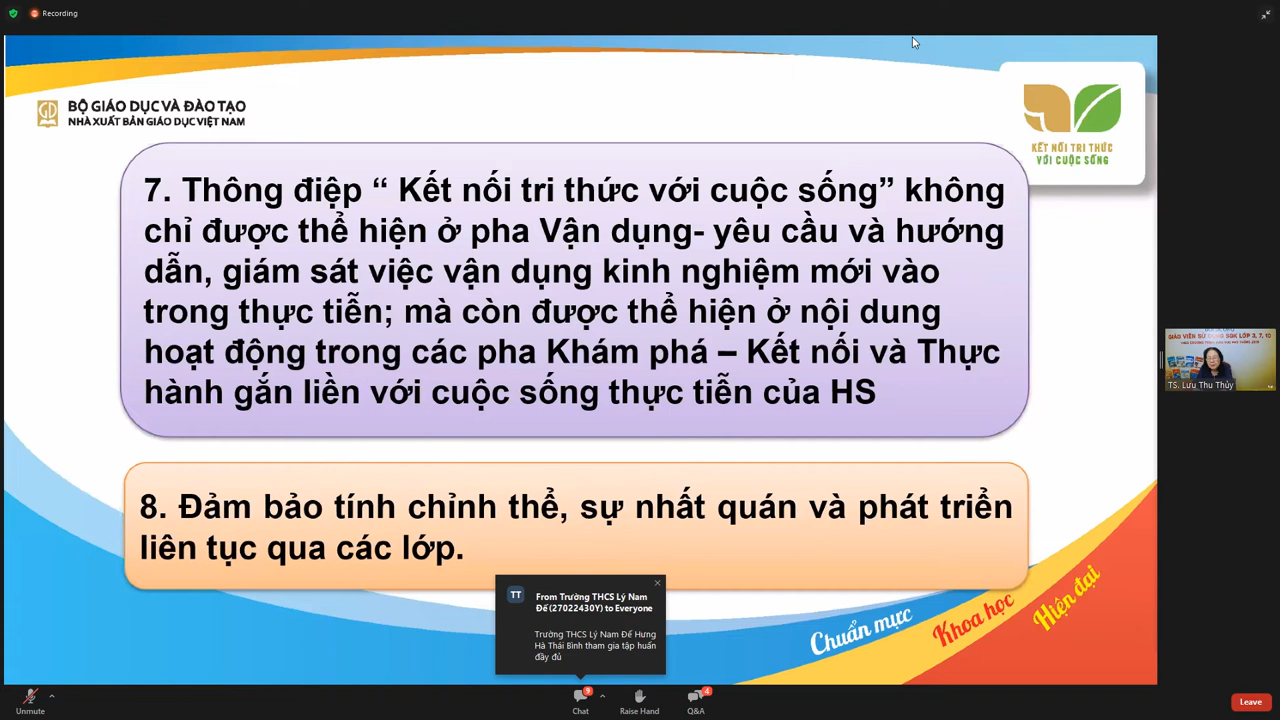 Recording
BỘ GIÁO DỤC VÀ ĐÀO TẠO
NHÀ XUẤT BẢN GIÁO DỤC VIỆT NAM
KẾT NỐI TRI THỨC
VỚI CUỘC SỐNG
7. Thông điệp “ Kết nối tri thức với cuộc sống” không
chỉ được thể hiện ở pha Vận dụng- yêu cầu và hướng
dẫn, giám sát việc vận dụng kinh nghiệm mới vào
trong thực tiễn; mà còn được thể hiện ở nội dung
hoạt động trong các pha Khám phá – Kết nối và Thực
hành gắn liền với cuộc sống thực tiễn của HS
8. Đảm bảo tính chỉnh thể, sự nhất quán và phát triển
liên tục qua các lớp.
Chuẩn mực
Khoa học
Hiện đại
TS. Lưu Thu Thủy
TT
From Trường THCS Lý Nam
Đế (27022430Y) to Everyone
Trường THCS Lý Nam Đế Hưng
Hà Thái Bình tham gia tập huấn
đầy đủ
Unmute
9
Chat
Raise Hand
4
Q&A
Leave